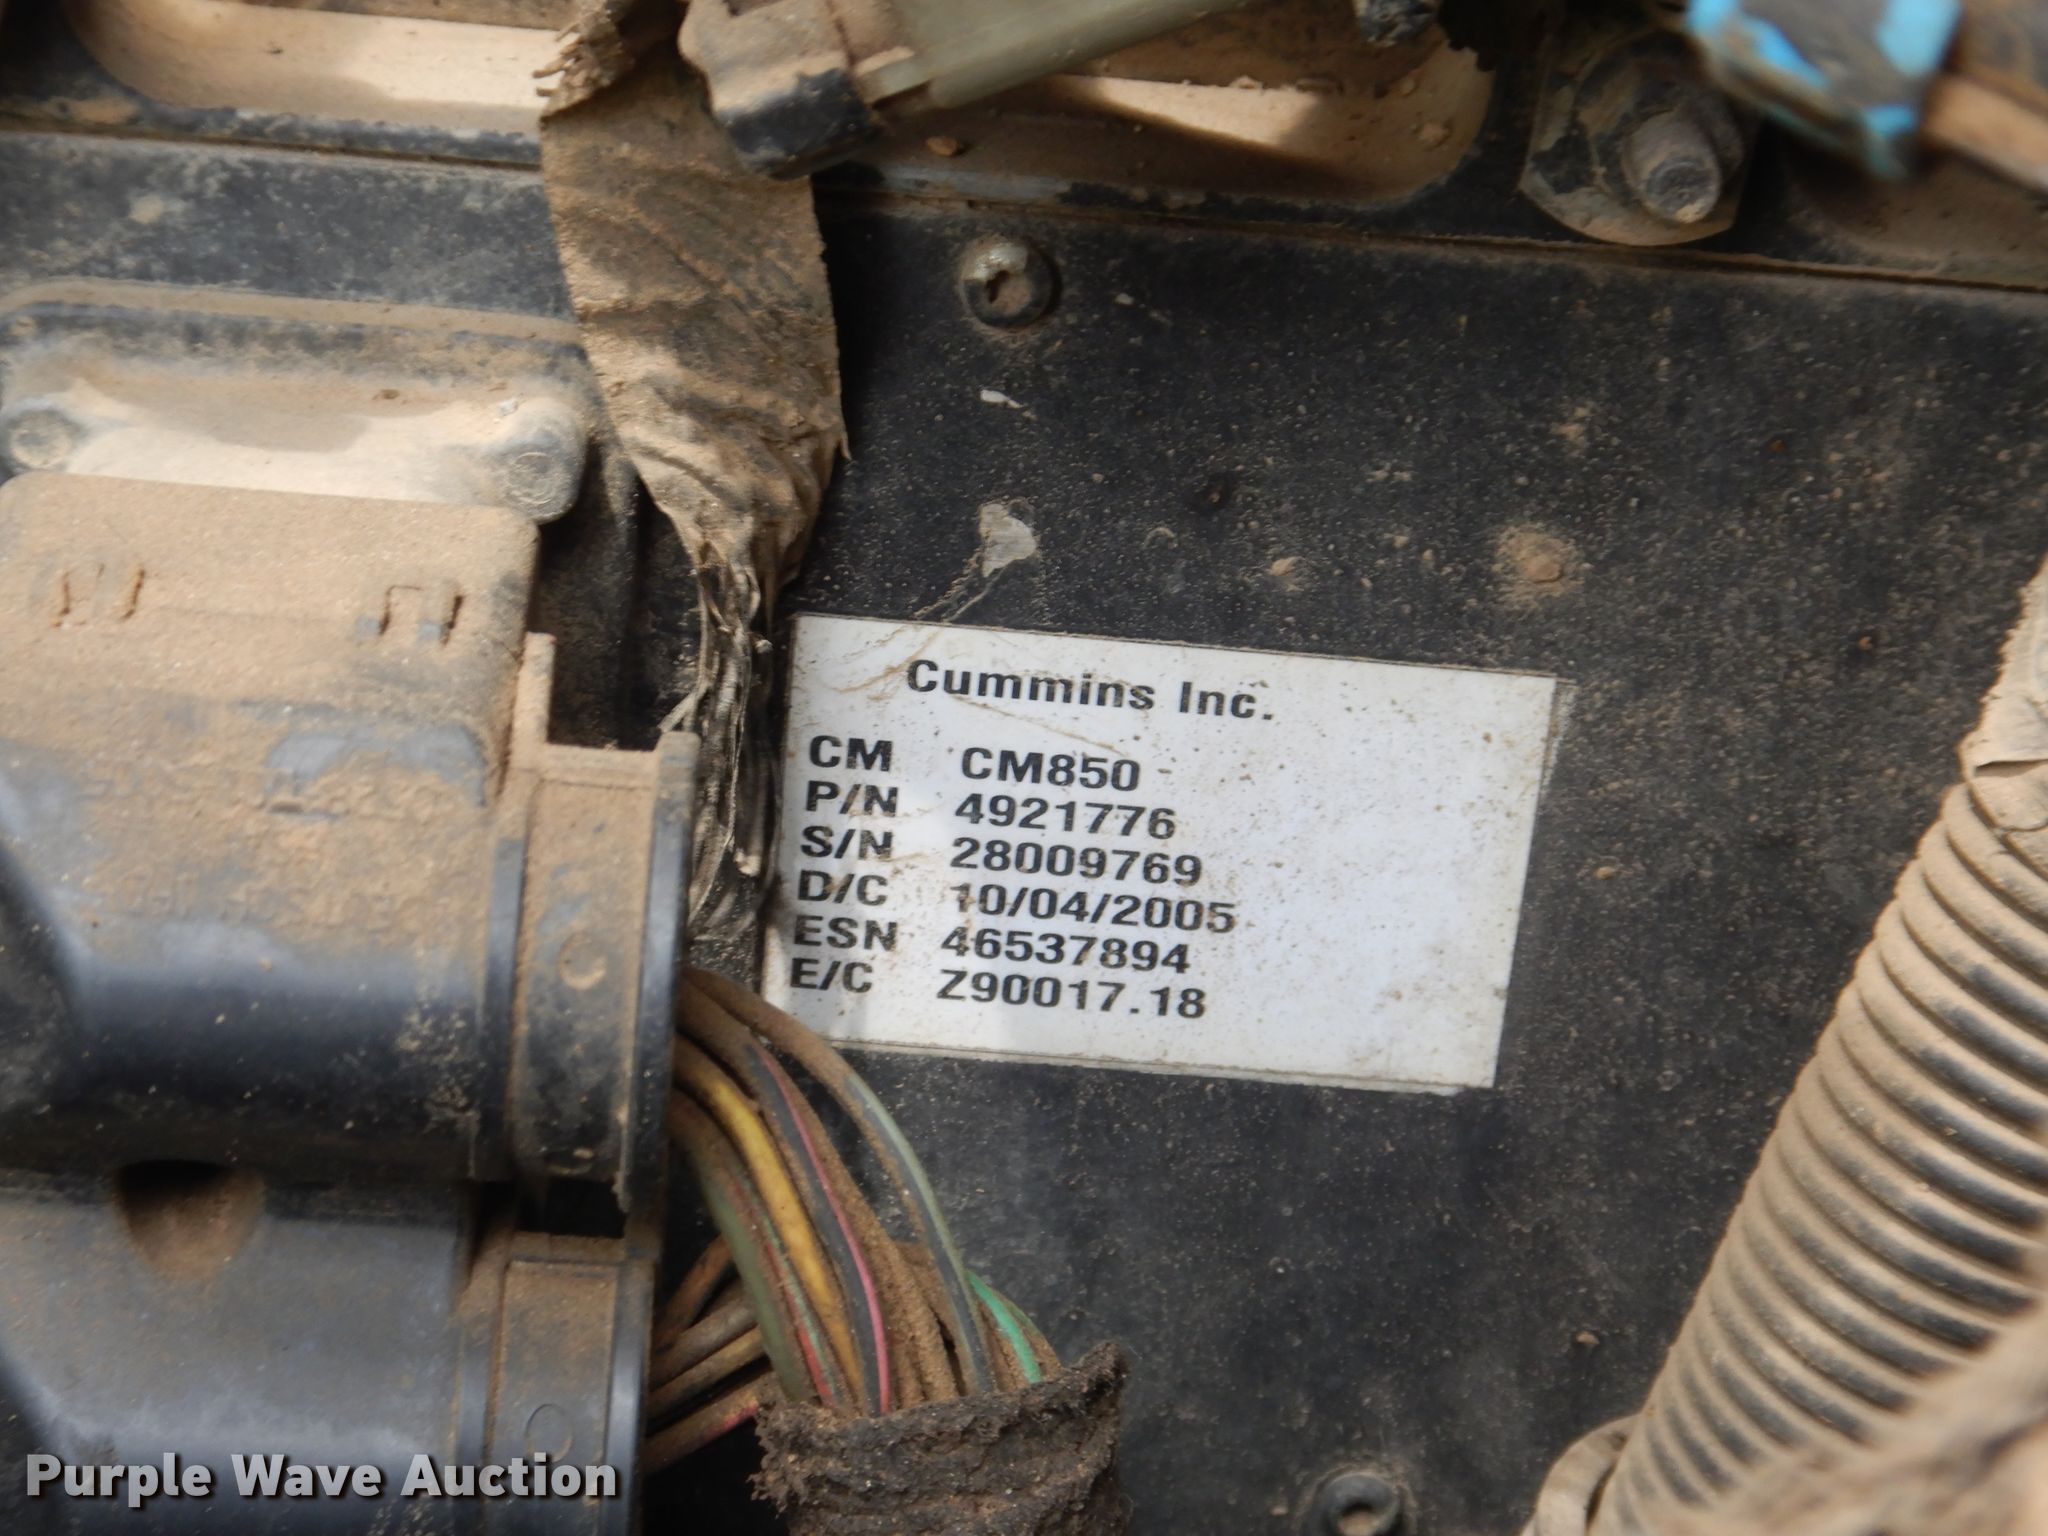 Cummins Inc.
CM CM850
P/N 4921776
S/N 28009769
D/C 10/04/2005
ESN 46537894
E/C Z90017.18
Purple Wave Auction